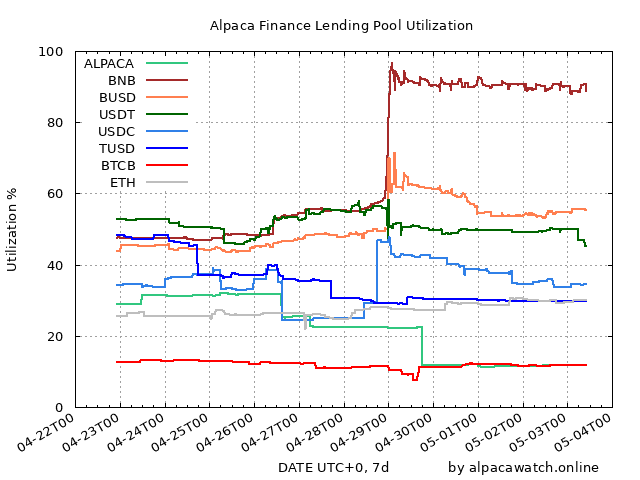 Alpaca Finance Lending Pool Utilization
100
80
60
40
20
0
Utilization %
ALPACA
BNB
BUSD
USDT
USDC
TUSD
BTCB
ETH
04-22T00
04-23T00
04-24T00
04-25T00
04-26T00
04-27T00
04-28T00
04-29T00
04-30T00
05-01T00
05-02T00
05-03T00
05-04T00
DATE UTC+0, 7d
by alpacawatch.online